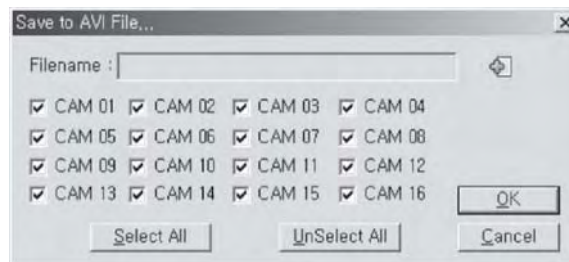 Save to AVI File,,,
Filename :
CAM 01 CAM 02 CAM 03 CAM 04
CAM 05 CAM 06 CAM 07 CAM 08
CAM 09 CAM 10 CAM 11 CAM 12
CAM 13 CAM 14 CAM 15 CAM 16
OK
Select All UnSelect All Cancel